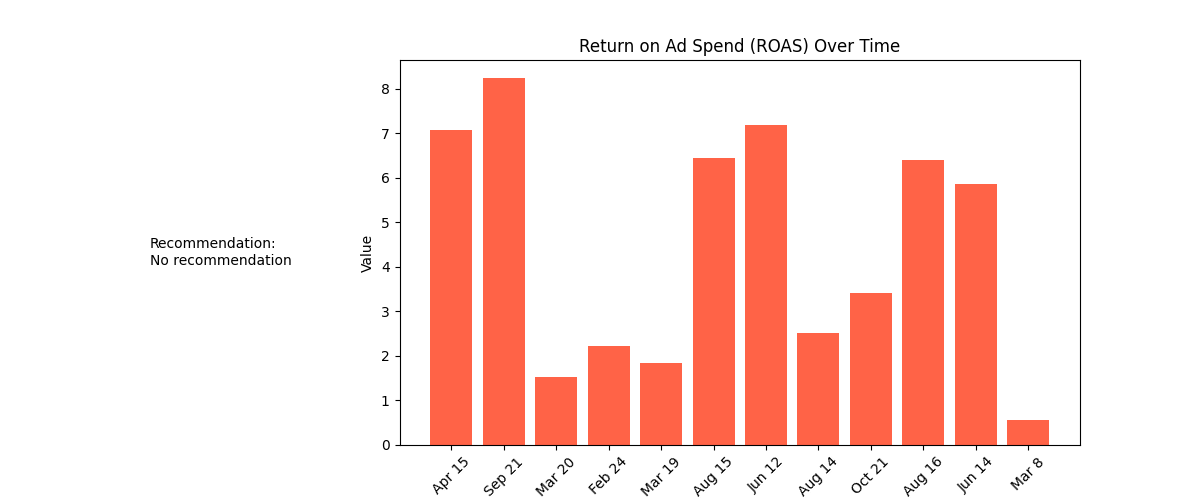 Return on Ad Spend (ROAS) Over Time
Recommendation:
No recommendation
Value
8
7
6
5
4
3
2
1
0
Apr 15
Sep 21
Mar 20
Feb 24
Mar 19
Aug 15
Jun 12
Aug 14
Oct 21
Aug 16
Jun 14
Mar 8